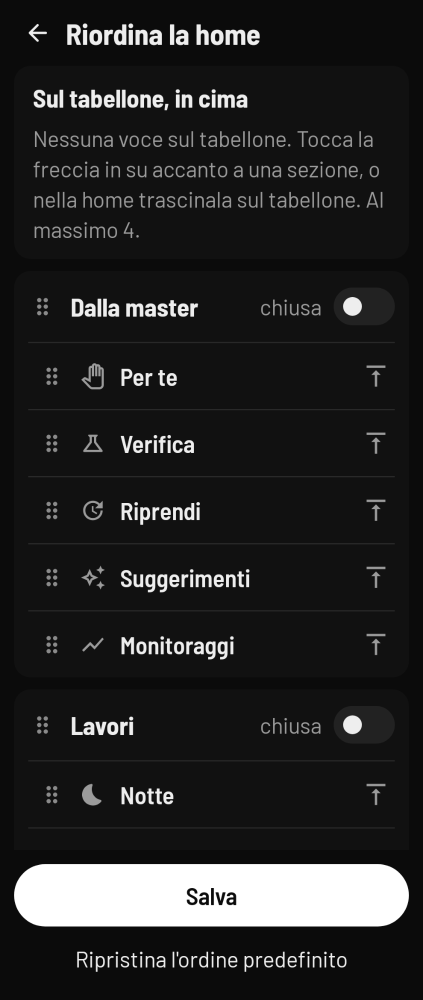 Riordina la home
Sul tabellone, in cima
Nessuna voce sul tabellone. Tocca la
freccia in su accanto a una sezione, o
nella home trascinala sul tabellone. Al
massimo 4.
Dalla master chiusa
Per te
Verifica
Riprendi
Suggerimenti
Monitoraggi
Lavori chiusa
Notte
Salva
Ripristina l'ordine predefinito